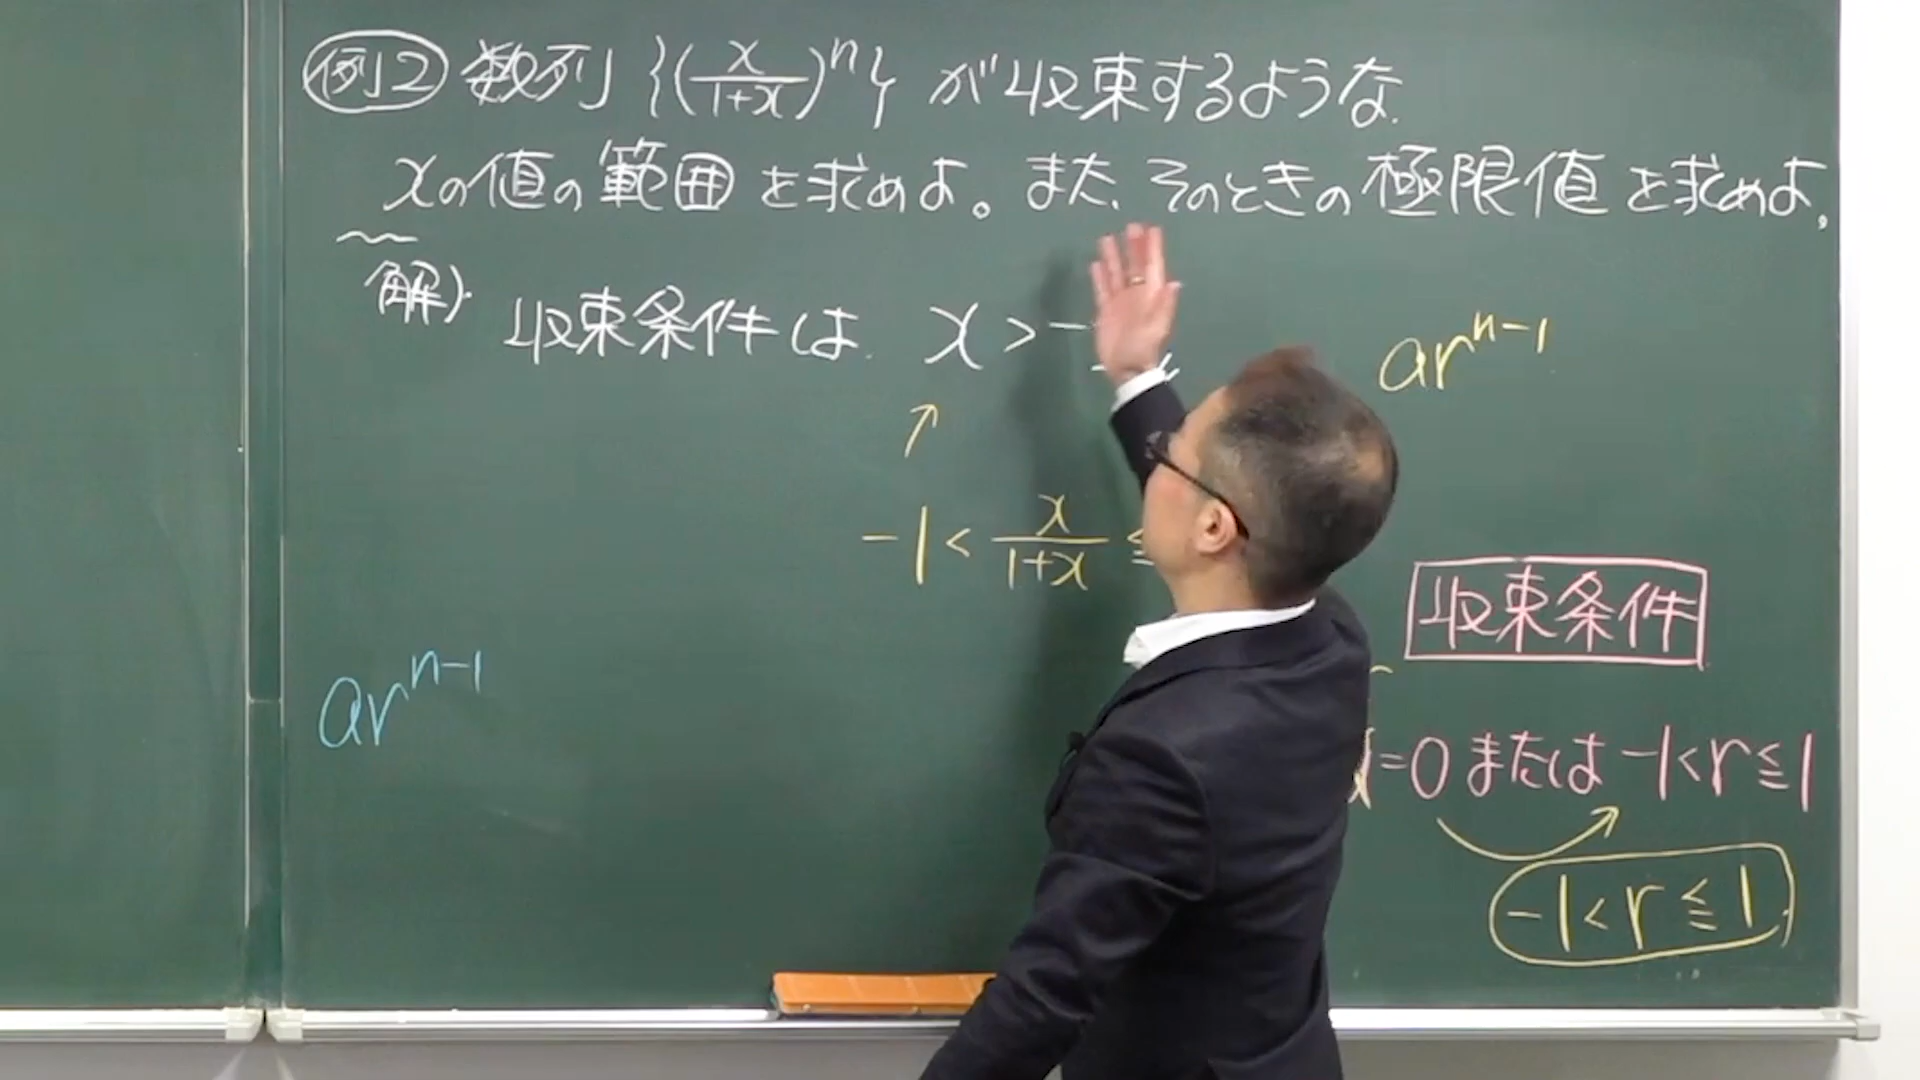 例2 数列 {(x/(1+x))^n} が収束するような
xの値の範囲を求めよ。また、そのときの極限値を求めよ。
解) 収束条件は x > -
ar^{n-1}
-1 < x/(1+x) ≦
収束条件
ar^{n-1}
=0 または -1<r≦1
-1<r≦1